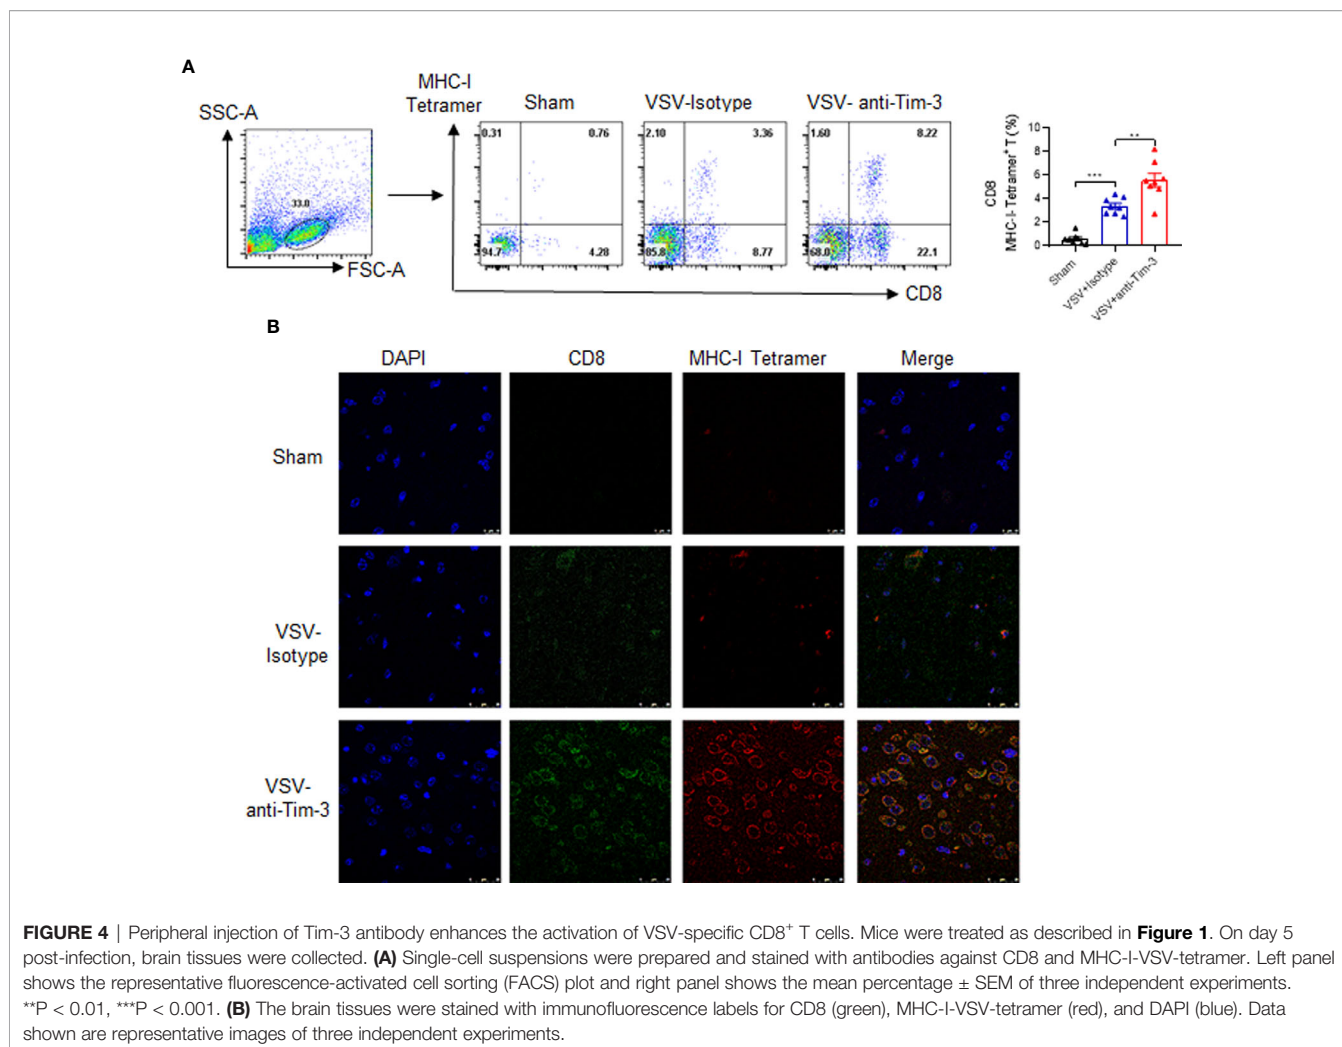 A
SSC-A
33.0
FSC-A
MHC-I
Tetramer
Sham
VSV-Isotype
VSV- anti-Tim-3
0.31 0.76
94.7 4.28
2.10 3.36
85.8 8.77
1.60 8.22
68.0 22.1
CD8
CD8
MHC-I-Tetramer+ T (%)
10
8
6
4
2
0
***
**
Sham
VSV+Isotype
VSV+anti-Tim-3
B
DAPI
CD8
MHC-I Tetramer
Merge
Sham
VSV-
Isotype
VSV-
anti-Tim-3
FIGURE 4 | Peripheral injection of Tim-3 antibody enhances the activation of VSV-specific CD8+ T cells. Mice were treated as described in Figure 1. On day 5
post-infection, brain tissues were collected. (A) Single-cell suspensions were prepared and stained with antibodies against CD8 and MHC-I-VSV-tetramer. Left panel
shows the representative fluorescence-activated cell sorting (FACS) plot and right panel shows the mean percentage ± SEM of three independent experiments.
**P < 0.01, ***P < 0.001. (B) The brain tissues were stained with immunofluorescence labels for CD8 (green), MHC-I-VSV-tetramer (red), and DAPI (blue). Data
shown are representative images of three independent experiments.